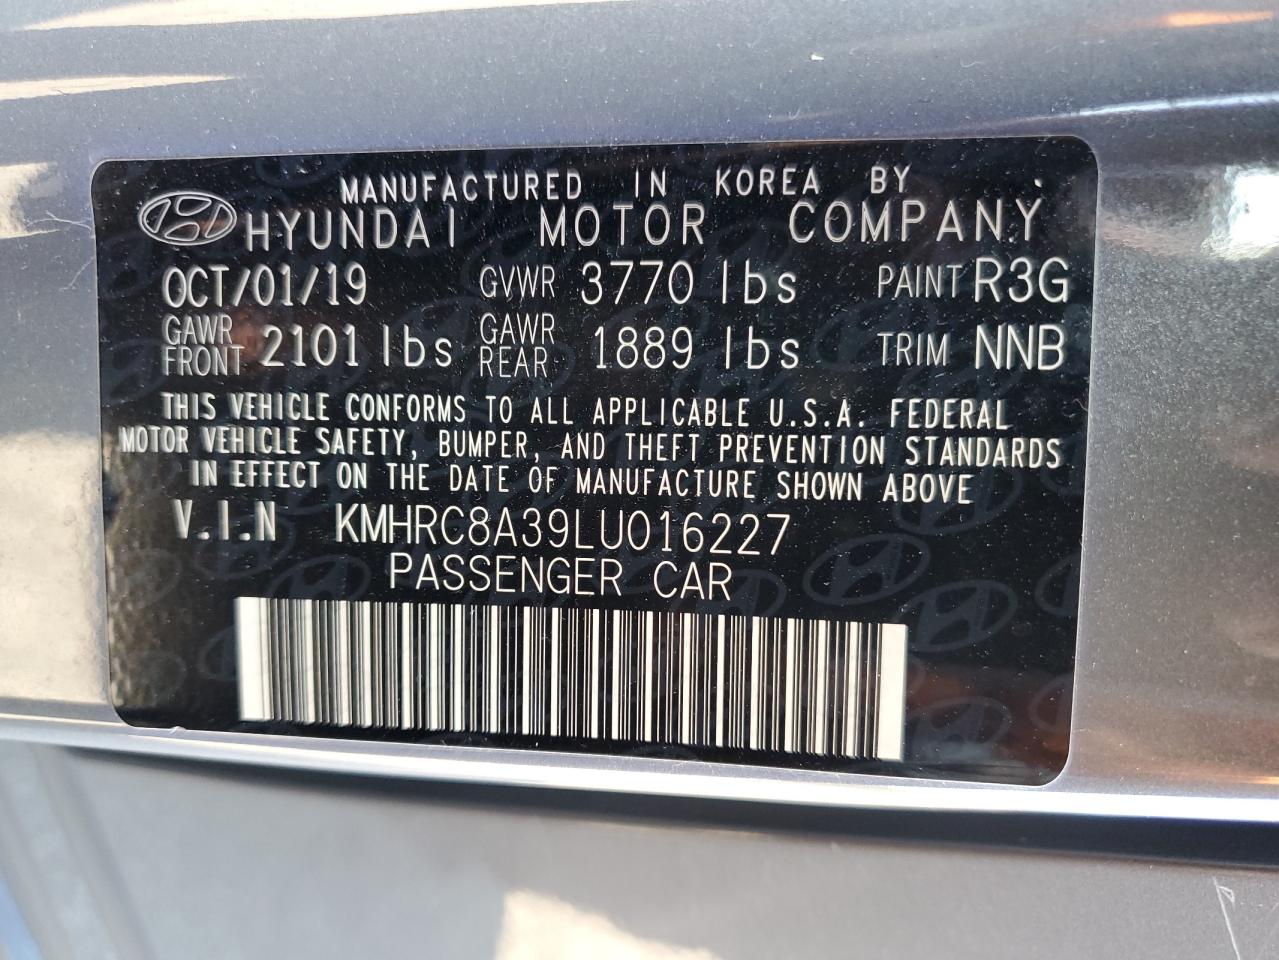 MANUFACTURED IN KOREA BY
HYUNDAI MOTOR COMPANY
OCT/01/19 GVWR 3770 lbs PAINT R3G
GAWR FRONT 2101 lbs GAWR REAR 1889 lbs TRIM NNB
THIS VEHICLE CONFORMS TO ALL APPLICABLE U.S.A. FEDERAL
MOTOR VEHICLE SAFETY, BUMPER, AND THEFT PREVENTION STANDARDS
IN EFFECT ON THE DATE OF MANUFACTURE SHOWN ABOVE
V.I.N KMHRC8A39LU016227
PASSENGER CAR